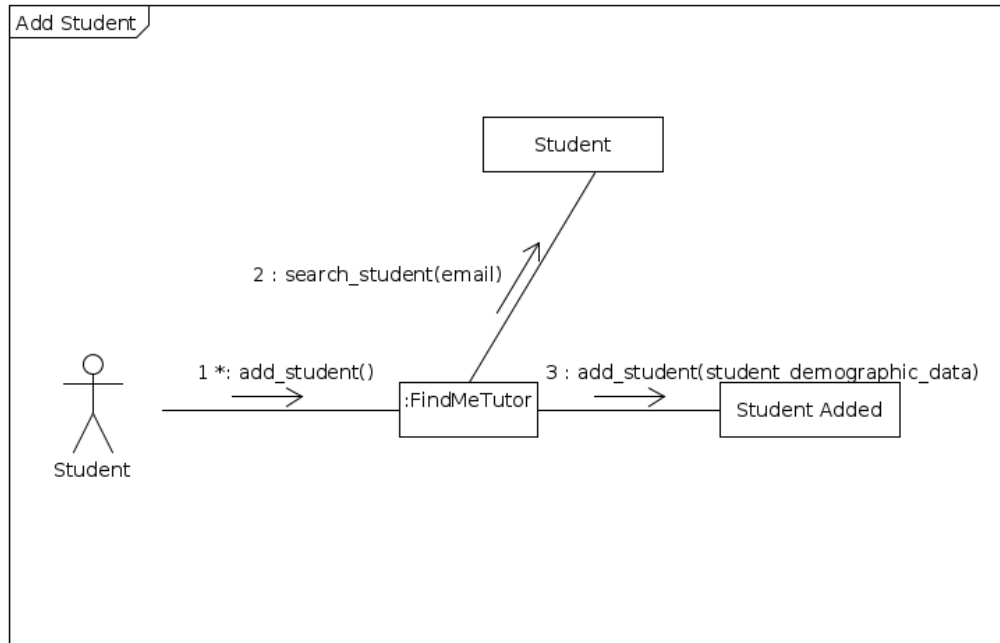 Add Student
Student
2 : search_student(email)
1 *: add_student()
3 : add_student(student_demographic_data)
:FindMeTutor
Student Added
Student